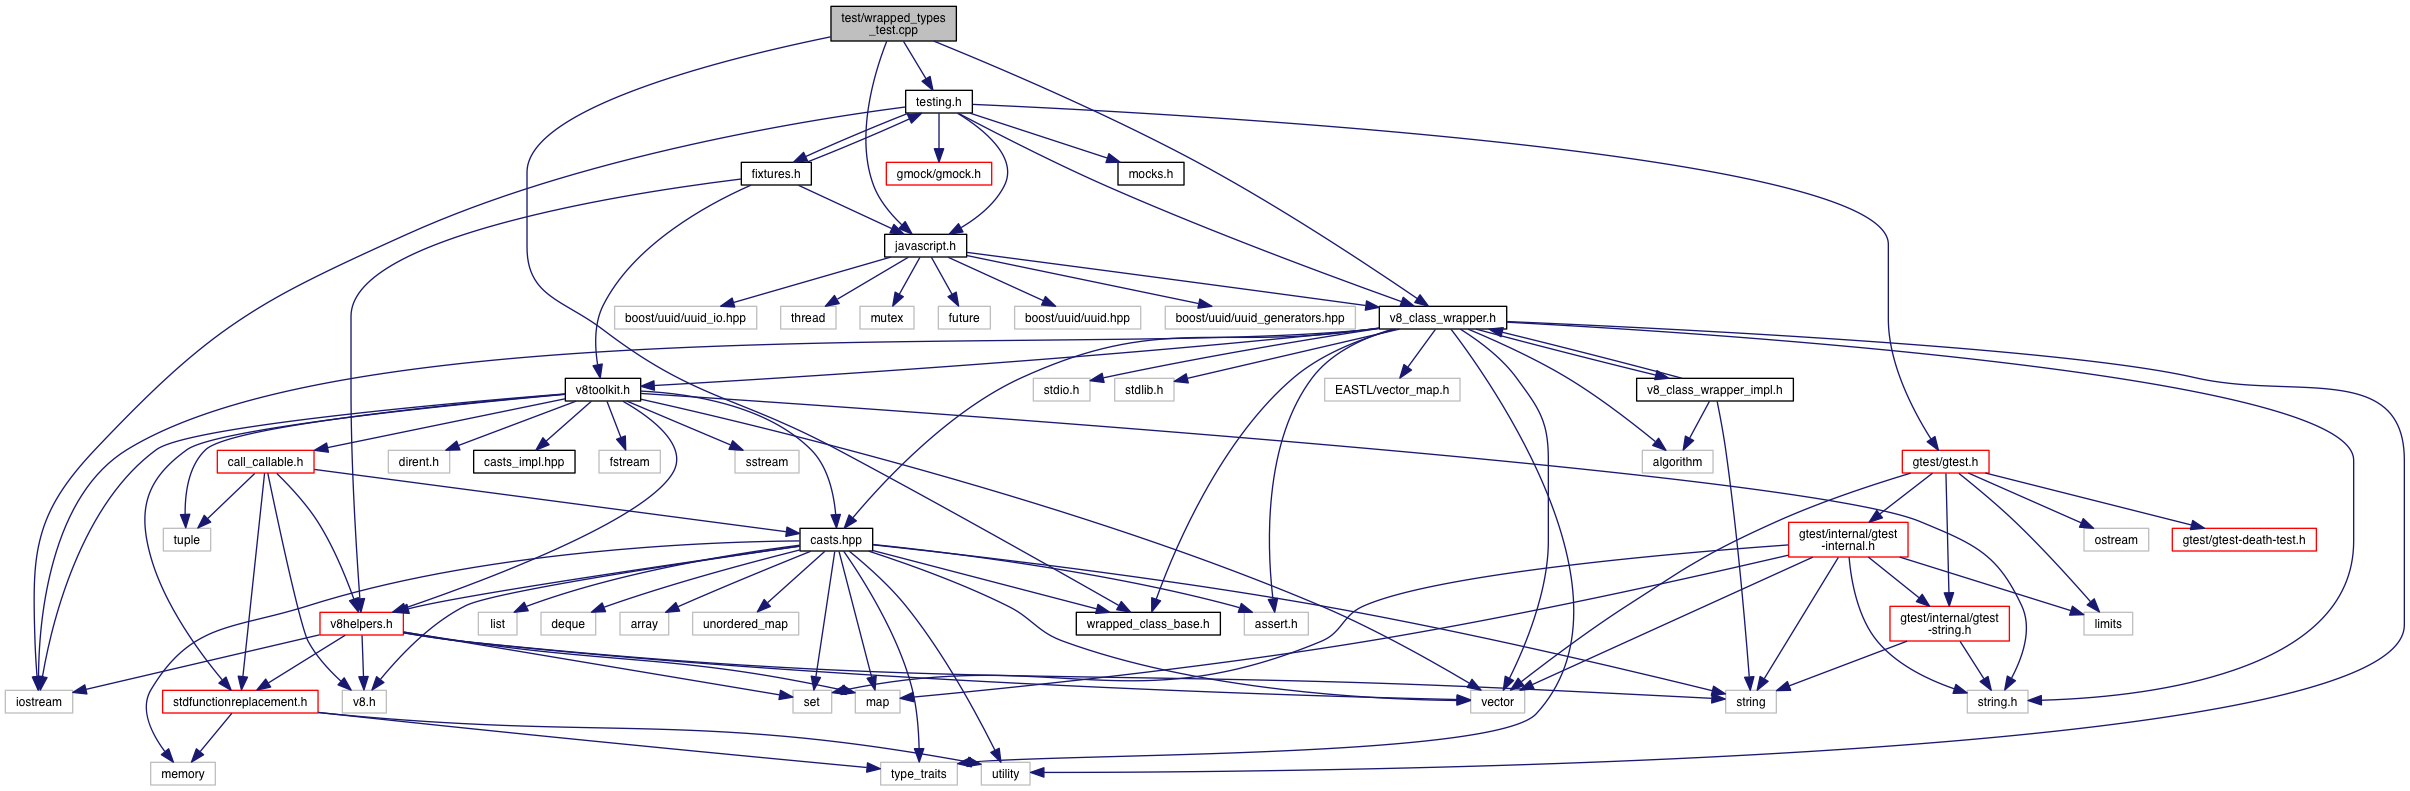 test/wrapped_types
_test.cpp
testing.h
fixtures.h
gmock/gmock.h
mocks.h
javascript.h
boost/uuid/uuid_io.hpp
thread
mutex
future
boost/uuid/uuid.hpp
boost/uuid/uuid_generators.hpp
v8_class_wrapper.h
v8toolkit.h
stdio.h
stdlib.h
EASTL/vector_map.h
v8_class_wrapper_impl.h
call_callable.h
dirent.h
casts_impl.hpp
fstream
sstream
algorithm
gtest/gtest.h
tuple
casts.hpp
gtest/internal/gtest
-internal.h
ostream
gtest/gtest-death-test.h
v8helpers.h
list
deque
array
unordered_map
wrapped_class_base.h
assert.h
gtest/internal/gtest
-string.h
limits
iostream
stdfunctionreplacement.h
v8.h
set
map
vector
string
string.h
memory
type_traits
utility